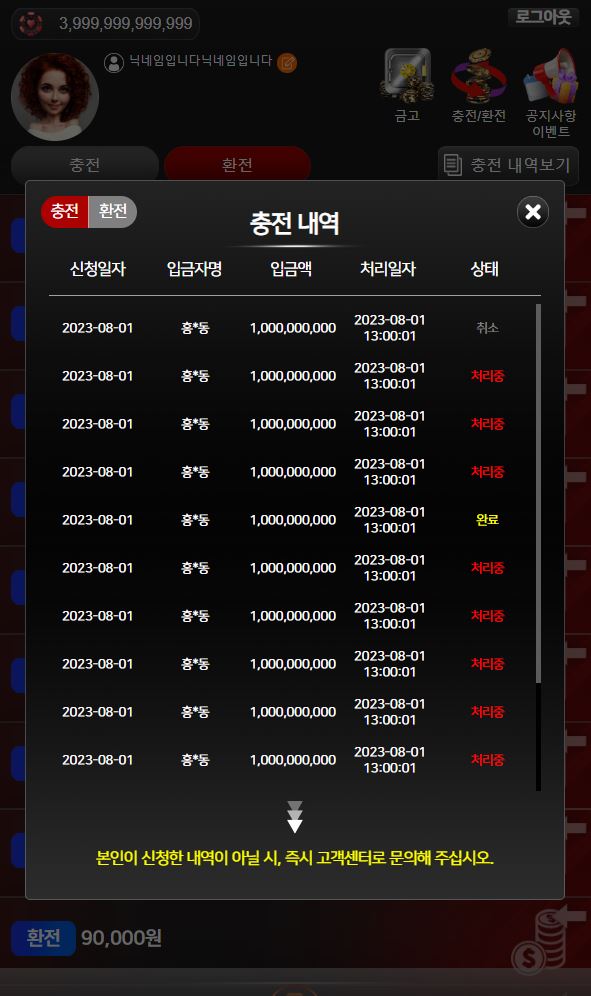 3,999,999,999,999
로그아웃
닉네임입니다닉네임입니다
금고
충전/환전
공지사항
이벤트
충전
환전
충전 내역보기
충전 환전
충전 내역
신청일자 입금자명 입금액 처리일자 상태
2023-08-01 홍*동 1,000,000,000 2023-08-01 13:00:01 취소
2023-08-01 홍*동 1,000,000,000 2023-08-01 13:00:01 처리중
2023-08-01 홍*동 1,000,000,000 2023-08-01 13:00:01 처리중
2023-08-01 홍*동 1,000,000,000 2023-08-01 13:00:01 처리중
2023-08-01 홍*동 1,000,000,000 2023-08-01 13:00:01 완료
2023-08-01 홍*동 1,000,000,000 2023-08-01 13:00:01 처리중
2023-08-01 홍*동 1,000,000,000 2023-08-01 13:00:01 처리중
2023-08-01 홍*동 1,000,000,000 2023-08-01 13:00:01 처리중
2023-08-01 홍*동 1,000,000,000 2023-08-01 13:00:01 처리중
2023-08-01 홍*동 1,000,000,000 2023-08-01 13:00:01 처리중
본인이 신청한 내역이 아닐 시, 즉시 고객센터로 문의해 주십시오.
환전 90,000원